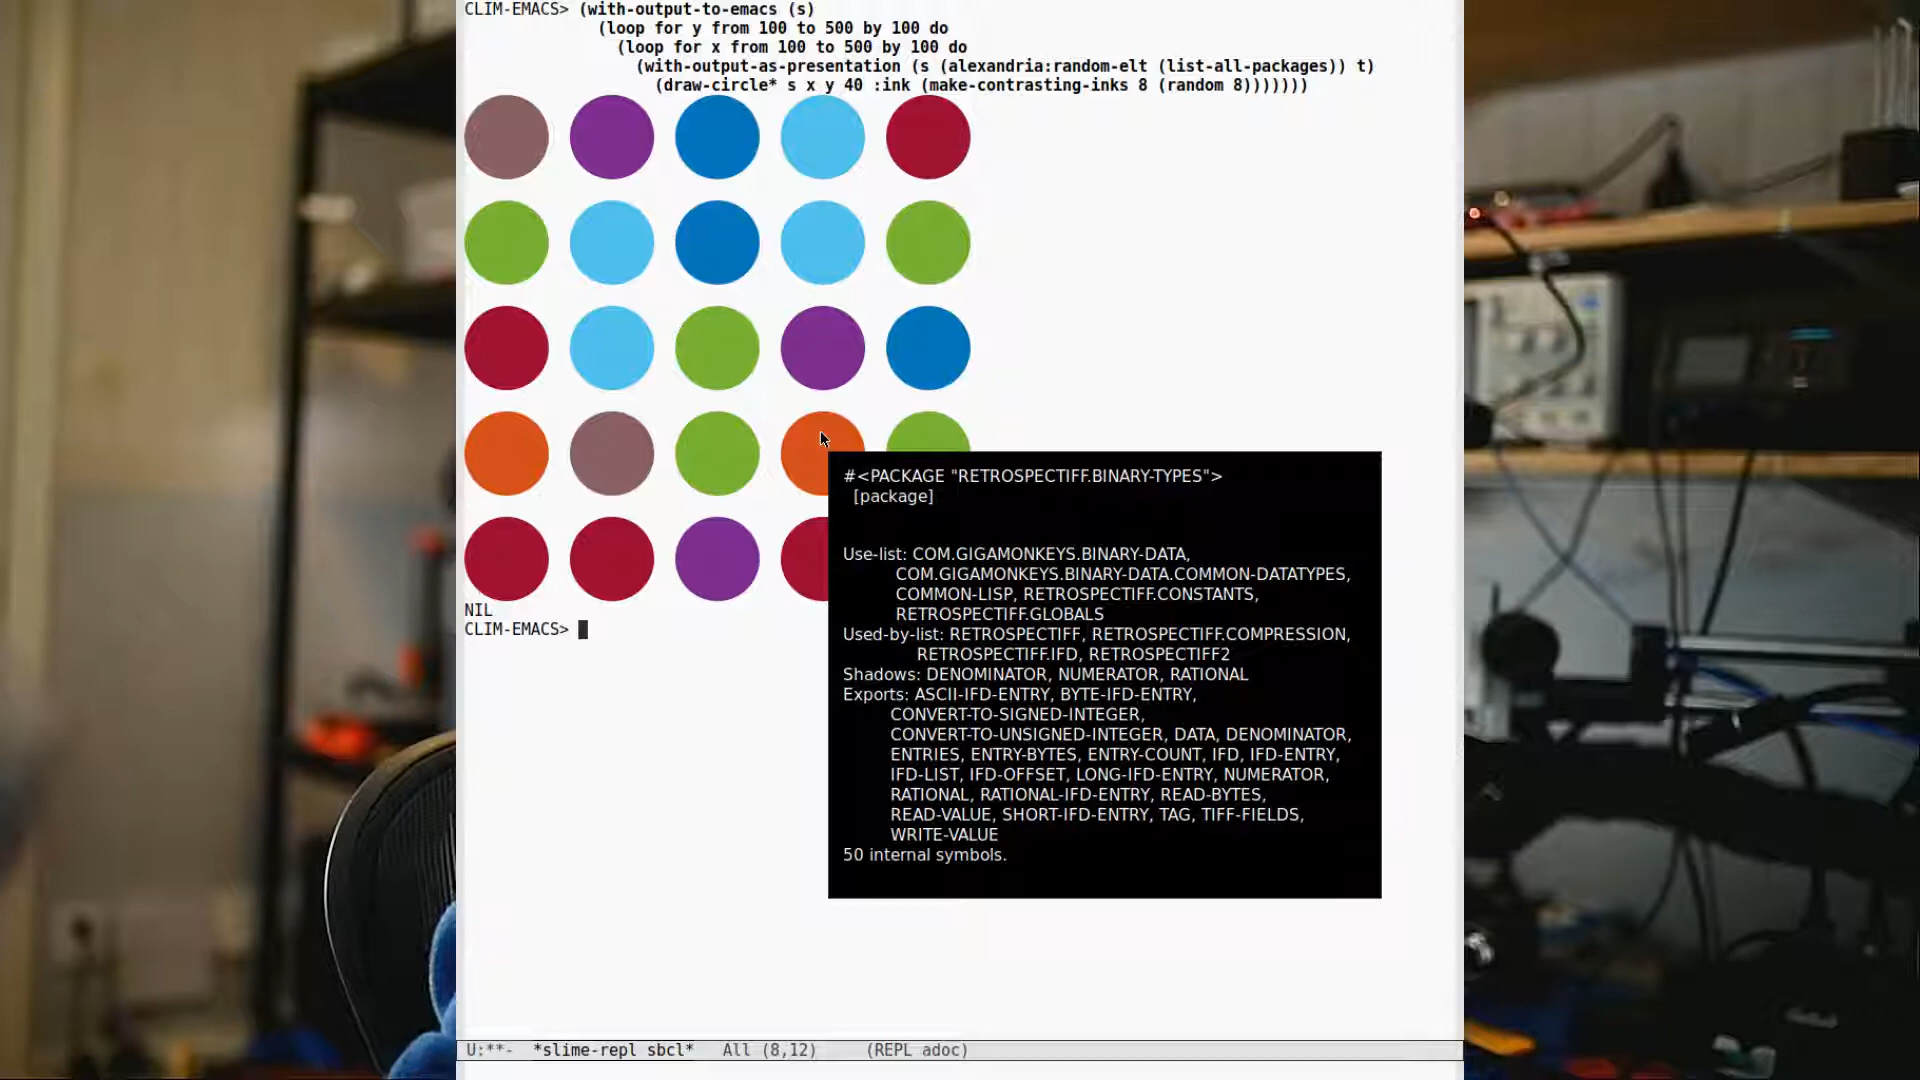 CLIM-EMACS> (with-output-to-emacs (s)
(loop for y from 100 to 500 by 100 do
(loop for x from 100 to 500 by 100 do
(with-output-as-presentation (s (alexandria:random-elt (list-all-packages)) t)
(draw-circle* s x y 40 :ink (make-contrasting-inks 8 (random 8)))))))
#<PACKAGE "RETROSPECTIFF.BINARY-TYPES">
[package]
Use-list: COM.GIGAMONKEYS.BINARY-DATA,
COM.GIGAMONKEYS.BINARY-DATA.COMMON-DATATYPES,
COMMON-LISP, RETROSPECTIFF.CONSTANTS,
RETROSPECTIFF.GLOBALS
Used-by-list: RETROSPECTIFF, RETROSPECTIFF.COMPRESSION,
RETROSPECTIFF.IFD, RETROSPECTIFF2
Shadows: DENOMINATOR, NUMERATOR, RATIONAL
Exports: ASCII-IFD-ENTRY, BYTE-IFD-ENTRY,
CONVERT-TO-SIGNED-INTEGER,
CONVERT-TO-UNSIGNED-INTEGER, DATA, DENOMINATOR,
ENTRIES, ENTRY-BYTES, ENTRY-COUNT, IFD, IFD-ENTRY,
IFD-LIST, IFD-OFFSET, LONG-IFD-ENTRY, NUMERATOR,
RATIONAL, RATIONAL-IFD-ENTRY, READ-BYTES,
READ-VALUE, SHORT-IFD-ENTRY, TAG, TIFF-FIELDS,
WRITE-VALUE
50 internal symbols.
NIL
CLIM-EMACS>
U:**-  *slime-repl sbcl*   All (8,12)     (REPL adoc)